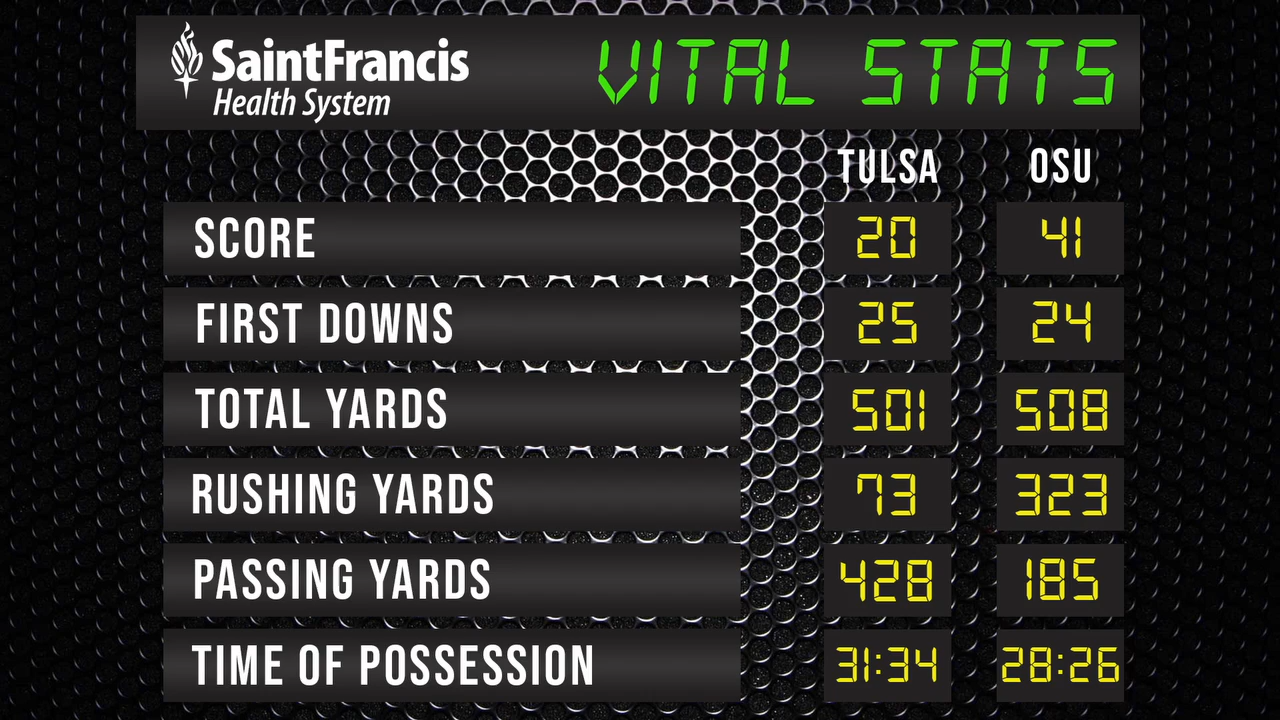 SaintFrancis
Health System
VITAL STATS
TULSA OSU
SCORE 20 41
FIRST DOWNS 25 24
TOTAL YARDS 501 508
RUSHING YARDS 73 323
PASSING YARDS 428 185
TIME OF POSSESSION 31:34 28:26